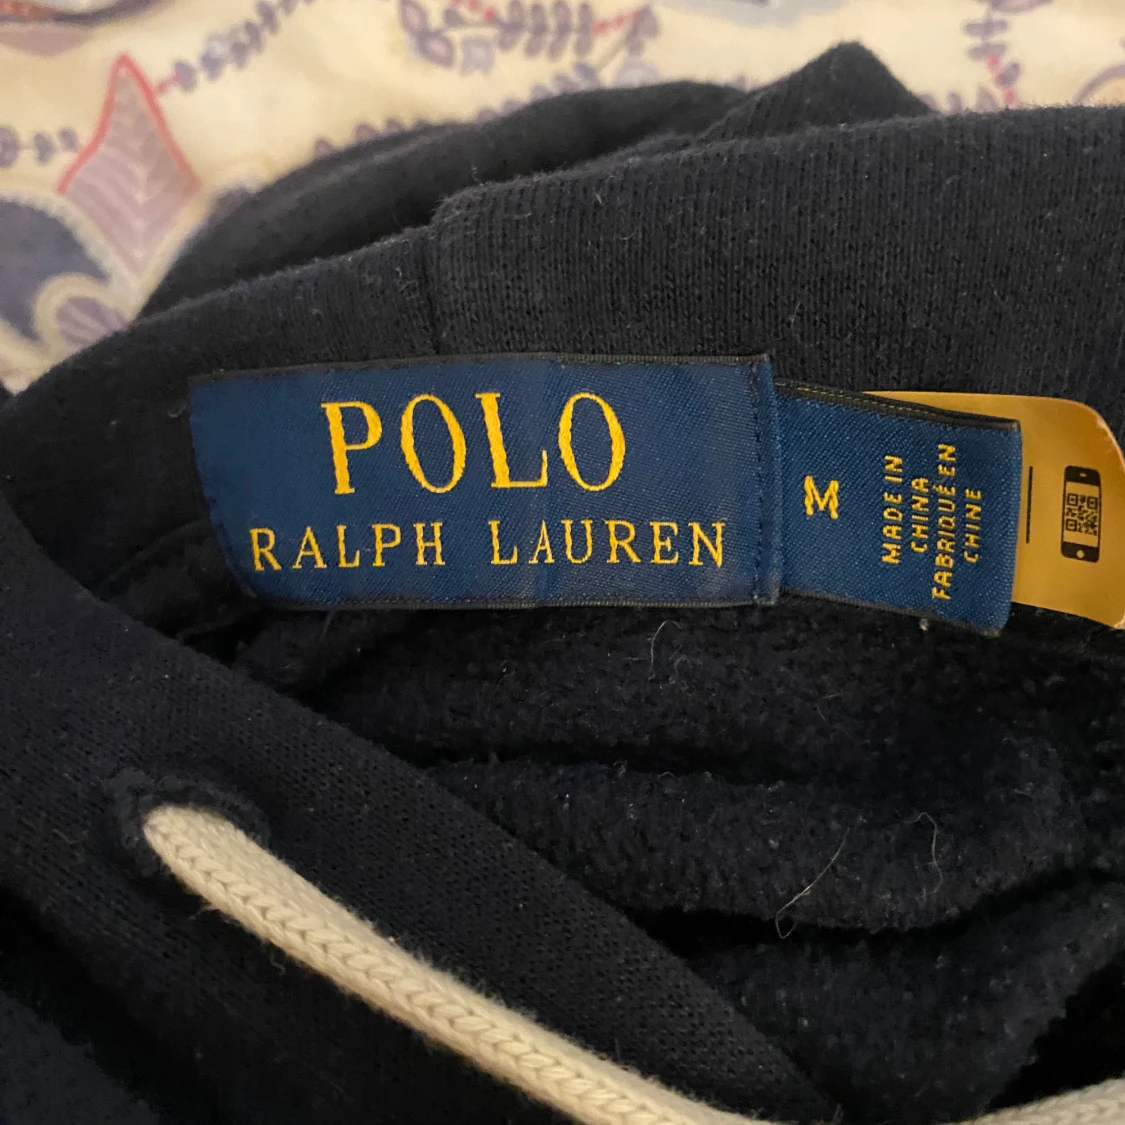 POLO
RALPH LAUREN
M
MADE IN
CHINA
FABRIQUÉ EN
CHINE